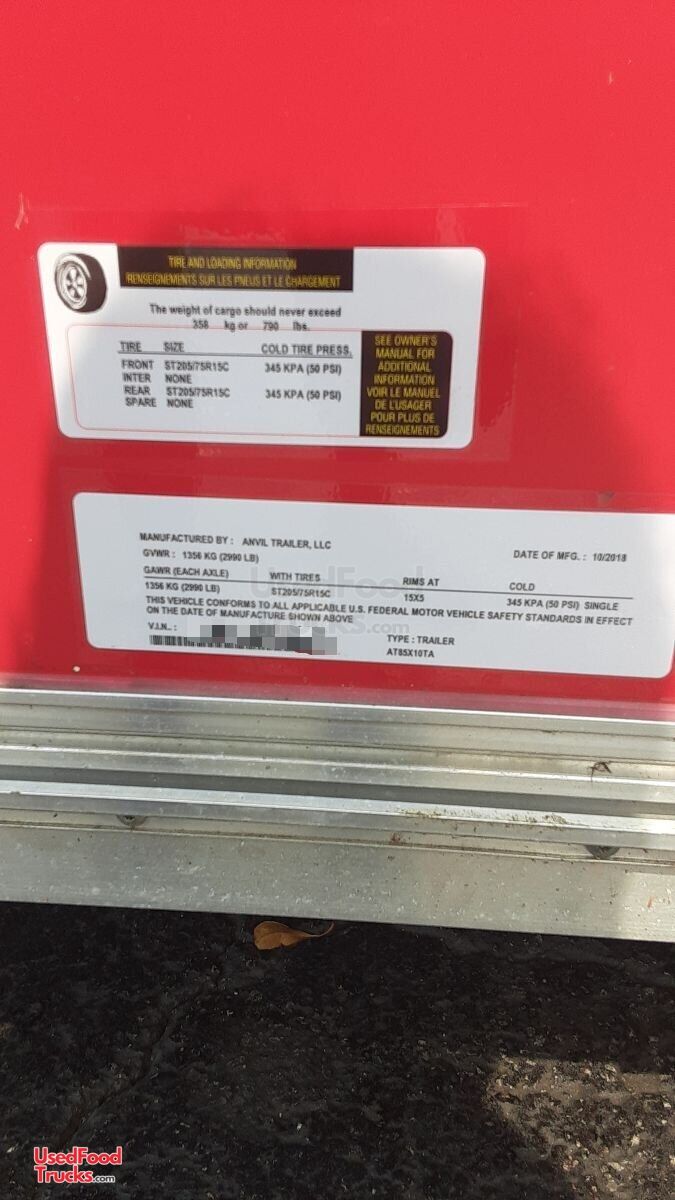 TIRE AND LOADING INFORMATION
RENSEIGNEMENTS SUR LES PNEUS ET LE CHARGEMENT
The weight of cargo should never exceed
358 kg or 790 lbs.
TIRE SIZE COLD TIRE PRESS.
FRONT ST205/75R15C 345 KPA (50 PSI)
INTER NONE
REAR ST205/75R15C 345 KPA (50 PSI)
SPARE NONE
SEE OWNER'S
MANUAL FOR
ADDITIONAL
INFORMATION
VOIR LE MANUEL
DE L'USAGER
POUR PLUS DE
RENSEIGNEMENTS
MANUFACTURED BY : ANVIL TRAILER, LLC
GVWR : 1356 KG (2990 LB) DATE OF MFG. : 10/2018
GAWR (EACH AXLE) WITH TIRES RIMS AT COLD
1356 KG (2990 LB) ST205/75R15C 15X5 345 KPA (50 PSI) SINGLE
THIS VEHICLE CONFORMS TO ALL APPLICABLE U.S. FEDERAL MOTOR VEHICLE SAFETY STANDARDS IN EFFECT
ON THE DATE OF MANUFACTURE SHOWN ABOVE
V.I.N.. : TYPE : TRAILER
AT85X10TA
UsedFood
Trucks.com
UsedFood
Trucks.com